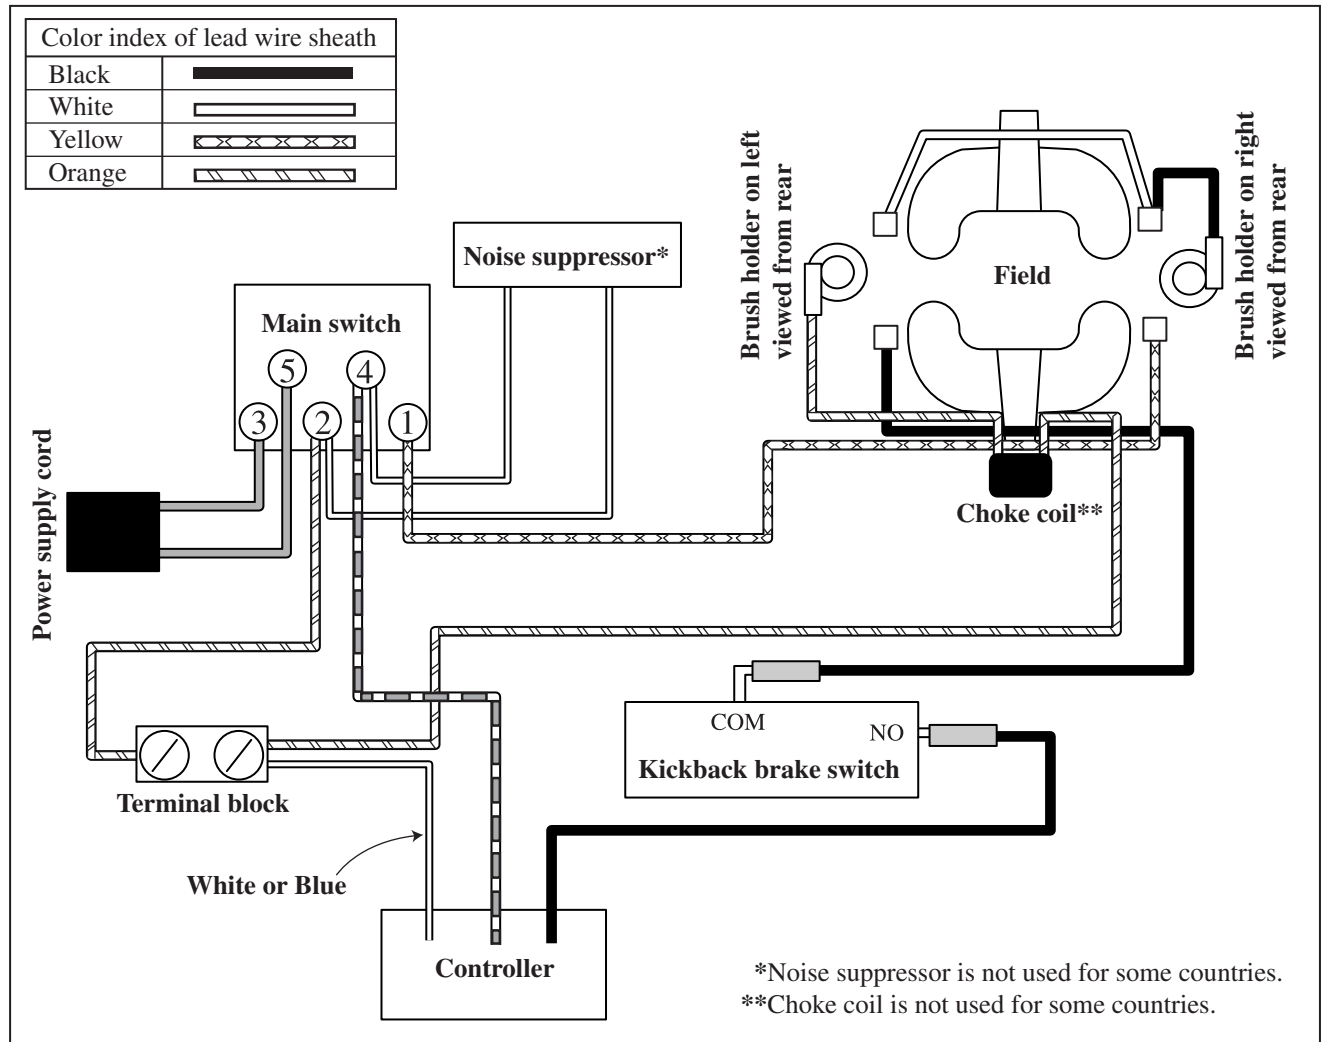 Color index of lead wire sheath
Black
White
Yellow
Orange
Noise suppressor*
Main switch
5
4
3
2
1
Power supply cord
Brush holder on left
viewed from rear
Field
Brush holder on right
viewed from rear
Choke coil**
COM
NO
Kickback brake switch
Terminal block
White or Blue
Controller
*Noise suppressor is not used for some countries.
**Choke coil is not used for some countries.